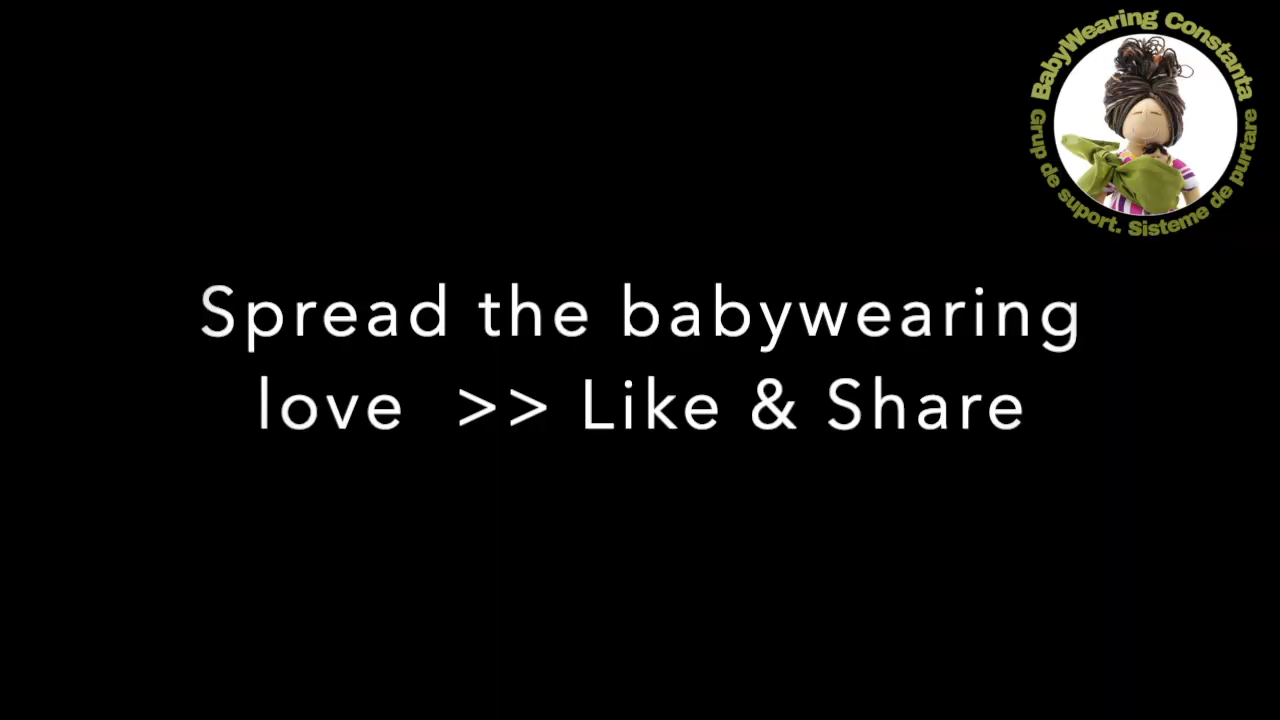 BabyWearing Constanta
Grup de suport. Sisteme de purtare
Spread the babywearing
love >> Like & Share